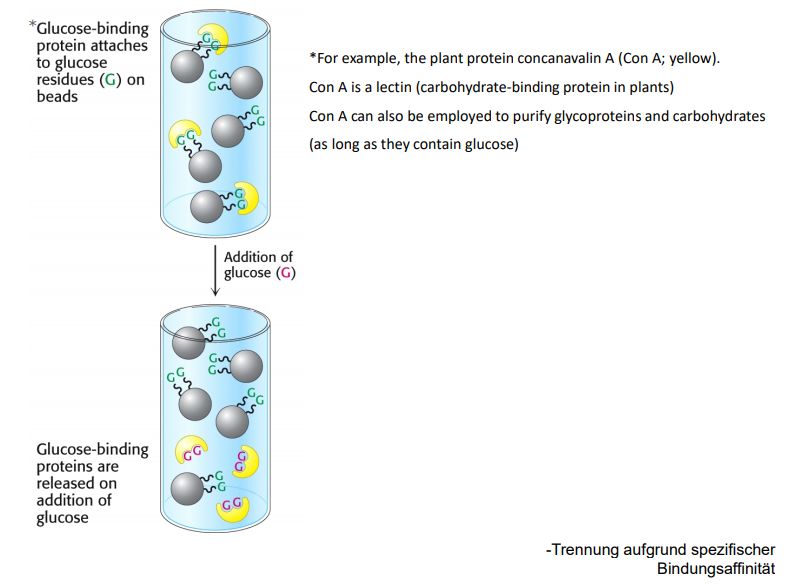 *Glucose-binding
protein attaches
to glucose
residues (G) on
beads
*For example, the plant protein concanavalin A (Con A; yellow).
Con A is a lectin (carbohydrate-binding protein in plants)
Con A can also be employed to purify glycoproteins and carbohydrates
(as long as they contain glucose)
G G
G
G
G
G
G G
G
G
Addition of
glucose (G)
G
G
G
G
G G
G G
G G
G
G
G
G
G G
Glucose-binding
proteins are
released on
addition of
glucose
-Trennung aufgrund spezifischer
Bindungsaffinität